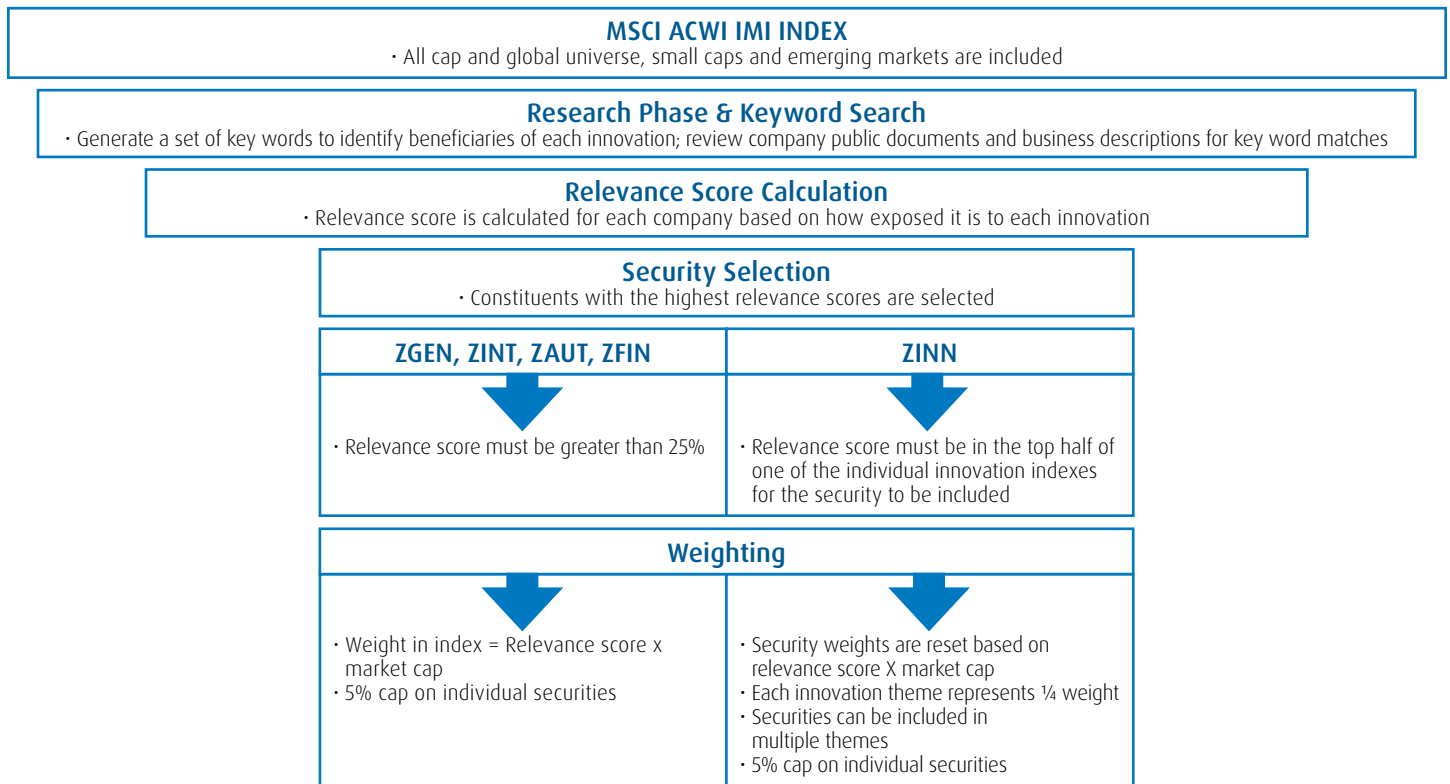 MSCI ACWI IMI INDEX
· All cap and global universe, small caps and emerging markets are included
Research Phase & Keyword Search
· Generate a set of key words to identify beneficiaries of each innovation; review company public documents and business descriptions for key word matches
Relevance Score Calculation
· Relevance score is calculated for each company based on how exposed it is to each innovation
Security Selection
· Constituents with the highest relevance scores are selected
ZGEN, ZINT, ZAUT, ZFIN
· Relevance score must be greater than 25%
ZINN
· Relevance score must be in the top half of
one of the individual innovation indexes
for the security to be included
Weighting
· Weight in index = Relevance score x
market cap
· 5% cap on individual securities
· Security weights are reset based on
relevance score X market cap
· Each innovation theme represents ¼ weight
· Securities can be included in
multiple themes
· 5% cap on individual securities